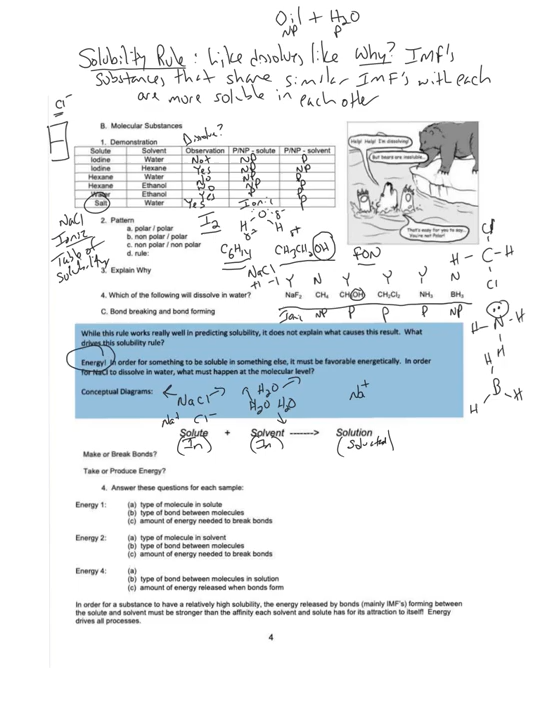 Oil + H₂O
NP P
Solubility Rule: Like dissolves like Why? IMF's
Substances that share similar IMF's with each
are more soluble in each other
Cl⁻
B. Molecular Substances
1. Demonstration Dissolve?
Solute Solvent Observation P/NP - solute P/NP - solvent
Iodine Water Not NP P
Iodine Hexane Yes NP NP
Hexane Water No NP P
Hexane Ethanol No NP P
Water Ethanol Yes P P
Salt Water Yes Ionic P
Help! Help! I'm dissolving!
But bears are insoluble.
That's easy for you to say... You're not Polar!
NaCl
Ionic
Table of
Solubility
2. Pattern
a. polar / polar
b. non polar / polar
c. non polar / non polar
d. rule:
I₂
C₆H₁₄
CH₃CH₂OH
FON
NaCl
3. Explain Why
Y N Y Y Y N
4. Which of the following will dissolve in water? NaF₂ CH₄ CH₃OH CH₂Cl₂ NH₃ BH₃
Ionic NP P P P NP
C. Bond breaking and bond forming
Cl
H - C - H
Cl
H - N - H
H
H
B
H - H
While this rule works really well in predicting solubility, it does not explain what causes this result. What
drives this solubility rule?
Energy! In order for something to be soluble in something else, it must be favorable energetically. In order
for NaCl to dissolve in water, what must happen at the molecular level?
Conceptual Diagrams: NaCl H₂O Na⁺
H₂O H₂O
Na⁺ Cl⁻
Solute + Solvent -------> Solution
Make or Break Bonds?
Take or Produce Energy?
4. Answer these questions for each sample:
Energy 1: (a) type of molecule in solute
(b) type of bond between molecules
(c) amount of energy needed to break bonds
Energy 2: (a) type of molecule in solvent
(b) type of bond between molecules
(c) amount of energy needed to break bonds
Energy 4: (a)
(b) type of bond between molecules in solution
(c) amount of energy released when bonds form
In order for a substance to have a relatively high solubility, the energy released by bonds (mainly IMF's) forming between
the solute and solvent must be stronger than the affinity each solvent and solute has for its attraction to itself! Energy
drives all processes.
4